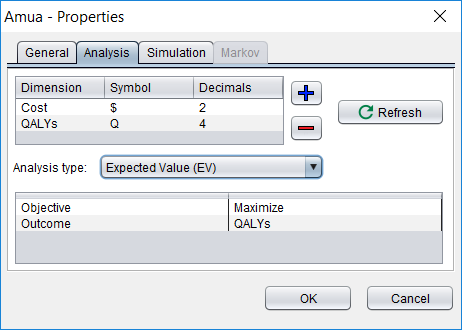 Amua - Properties
General Analysis Simulation Markov
Dimension Symbol Decimals
Cost $ 2
QALYs Q 4
Refresh
Analysis type: Expected Value (EV)
Objective Maximize
Outcome QALYs
OK Cancel